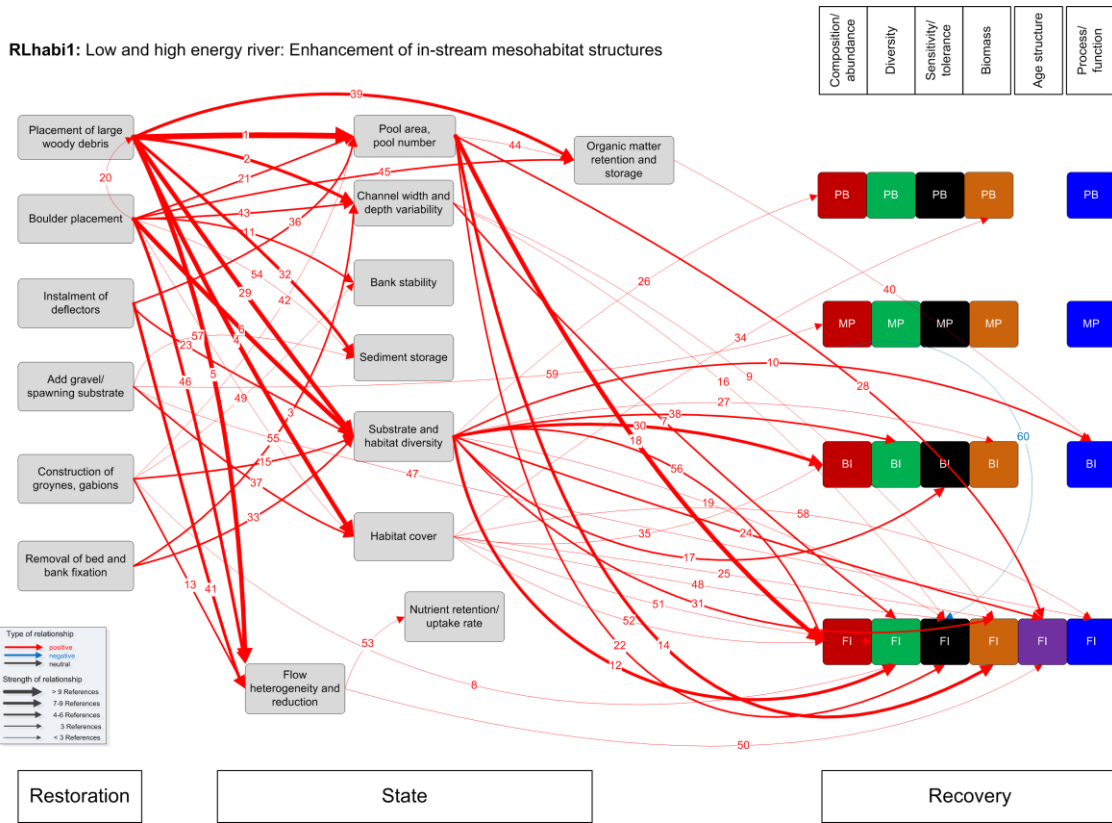 RLhabi1: Low and high energy river: Enhancement of in-stream mesohabitat structures
Composition/
abundance
Diversity
Sensitivity/
tolerance
Biomass
Age structure
Process/
function
Placement of large
woody debris
Boulder placement
Instalment of
deflectors
Add gravel/
spawning substrate
Construction of
groynes, gabions
Removal of bed and
bank fixation
Pool area,
pool number
Channel width and
depth variability
Bank stability
Sediment storage
Substrate and
habitat diversity
Habitat cover
Nutrient retention/
uptake rate
Flow
heterogeneity and
reduction
Organic matter
retention and
storage
39
1
2
20
21
45
44
43
36
11
54
32
42
29
57
6
4
23
46
5
49
3
55
15
37
33
13
41
53
47
59
26
40
34
10
16
9
28
27
38
7
30
18
56
60
19
58
35
17
24
25
48
51
31
52
22
14
12
8
50
PB PB PB PB PB
MP MP MP MP MP
BI BI BI BI BI
FI FI FI FI FI FI
Type of relationship
positive
negative
neutral
Strength of relationship
> 9 References
7-9 References
4-6 References
3 References
< 3 References
Restoration
State
Recovery